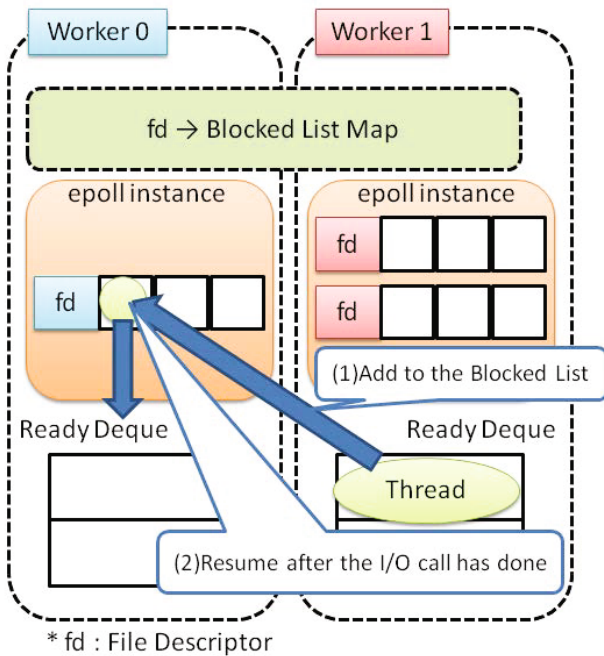 Worker 0
Worker 1
fd → Blocked List Map
epoll instance
epoll instance
fd
fd
fd
(1)Add to the Blocked List
Ready Deque
Ready Deque
Thread
(2)Resume after the I/O call has done
* fd : File Descriptor